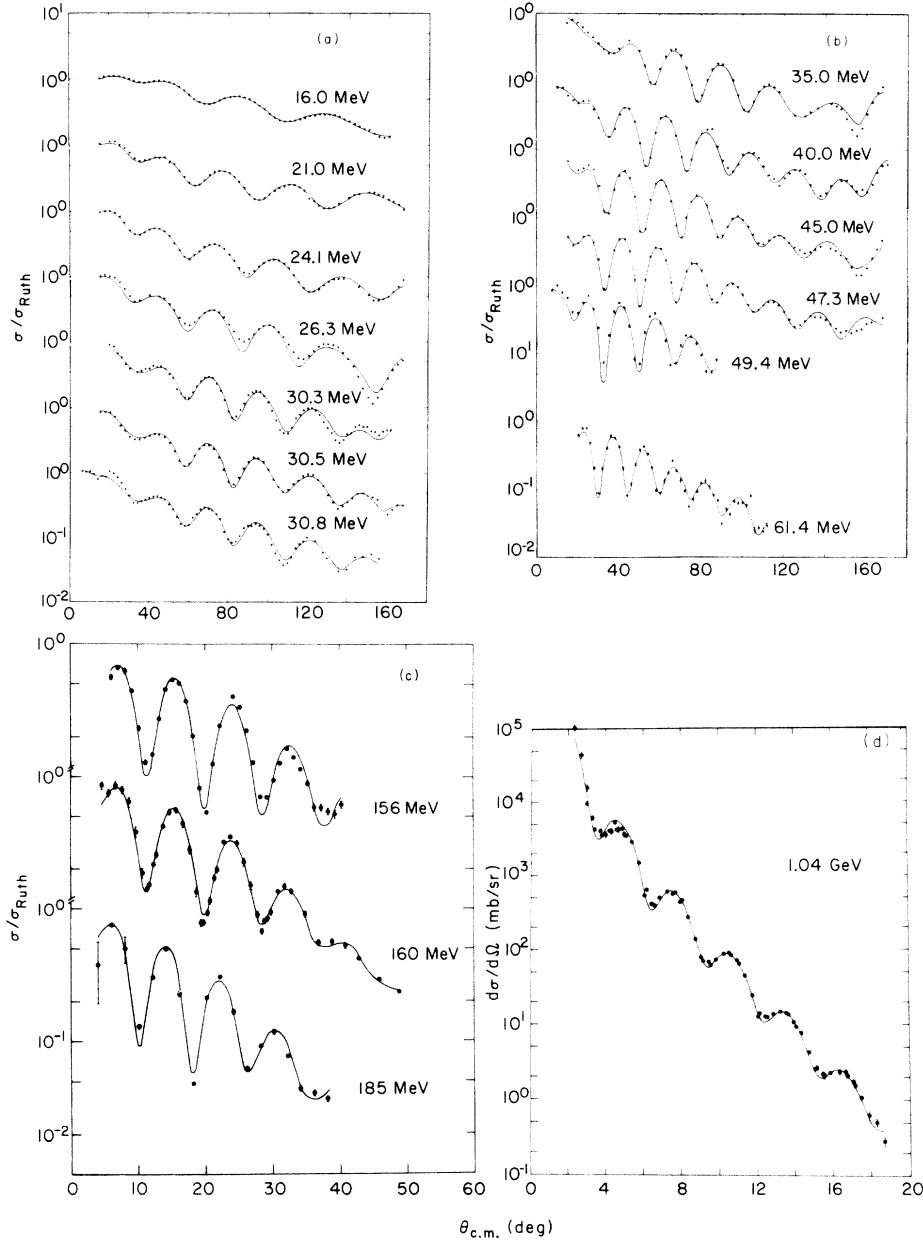 (a)
10¹
10⁰
10⁰
10⁰
10⁰
10⁰
10⁰
10⁰
10⁻¹
10⁻²
σ/σRuth
16.0 MeV
21.0 MeV
24.1 MeV
26.3 MeV
30.3 MeV
30.5 MeV
30.8 MeV
0 40 80 120 160
(b)
10⁰
10⁰
10⁰
10⁰
10⁰
10¹
10⁰
10⁻¹
10⁻²
σ/σRuth
35.0 MeV
40.0 MeV
45.0 MeV
47.3 MeV
49.4 MeV
61.4 MeV
0 40 80 120 160
(c)
10⁰
10⁰
10⁰
10⁻¹
10⁻²
σ/σRuth
156 MeV
160 MeV
185 MeV
0 10 20 30 40 50 60
(d)
10⁵
10⁴
10³
10²
10¹
10⁰
10⁻¹
dσ/dΩ (mb/sr)
1.04 GeV
0 4 8 12 16 20
θc.m. (deg)